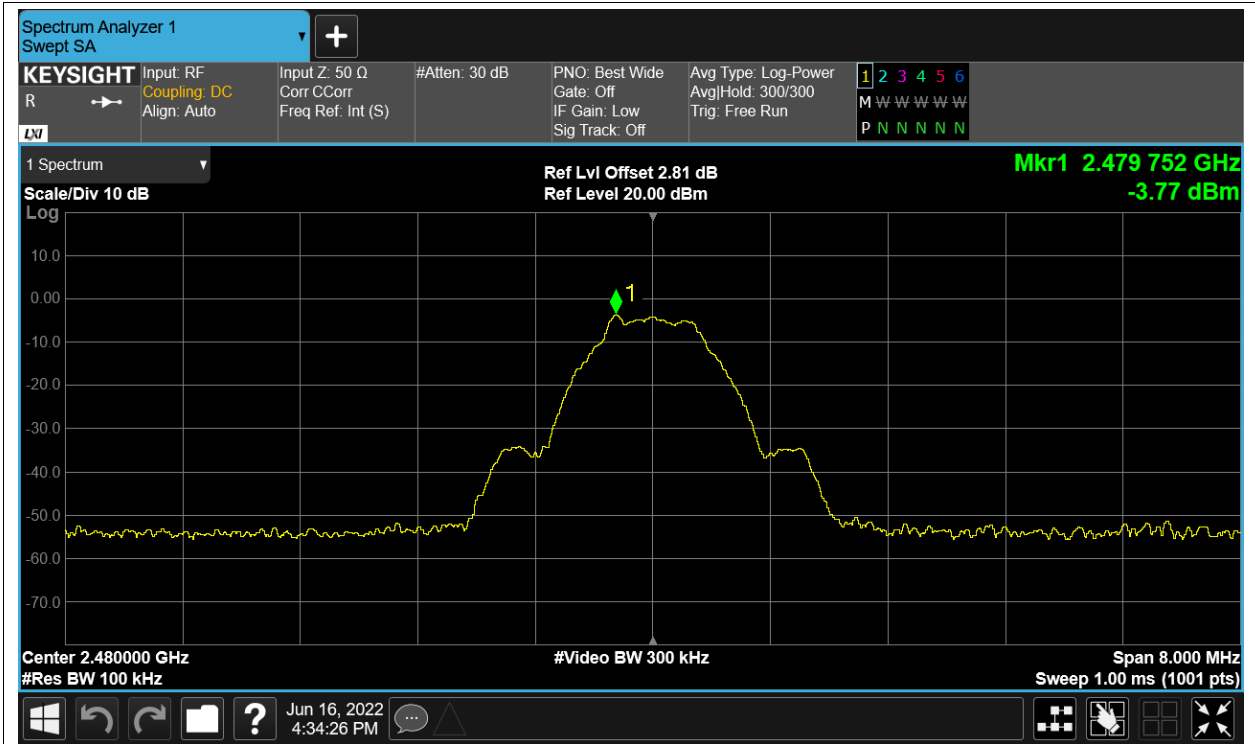 Spectrum Analyzer 1
Swept SA
+
KEYSIGHT
R
LXI
Input: RF
Coupling: DC
Align: Auto
Input Z: 50 Ω
Corr CCorr
Freq Ref: Int (S)
#Atten: 30 dB
PNO: Best Wide
Gate: Off
IF Gain: Low
Sig Track: Off
Avg Type: Log-Power
Avg|Hold: 300/300
Trig: Free Run
1 2 3 4 5 6
M W W W W W
P N N N N N
1 Spectrum
Scale/Div 10 dB
Log
Ref Lvl Offset 2.81 dB
Ref Level 20.00 dBm
Mkr1 2.479 752 GHz
-3.77 dBm
10.0
0.00
-10.0
-20.0
-30.0
-40.0
-50.0
-60.0
-70.0
1
Center 2.480000 GHz
#Res BW 100 kHz
#Video BW 300 kHz
Span 8.000 MHz
Sweep 1.00 ms (1001 pts)
?
Jun 16, 2022
4:34:26 PM